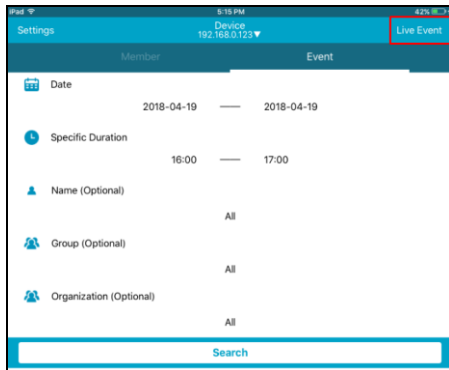 iPad 5:15 PM 42%
Settings Device Live Event
192.168.0.123▼
Member Event
Date
2018-04-19 — 2018-04-19
Specific Duration
16:00 — 17:00
Name (Optional)
All
Group (Optional)
All
Organization (Optional)
All
Search